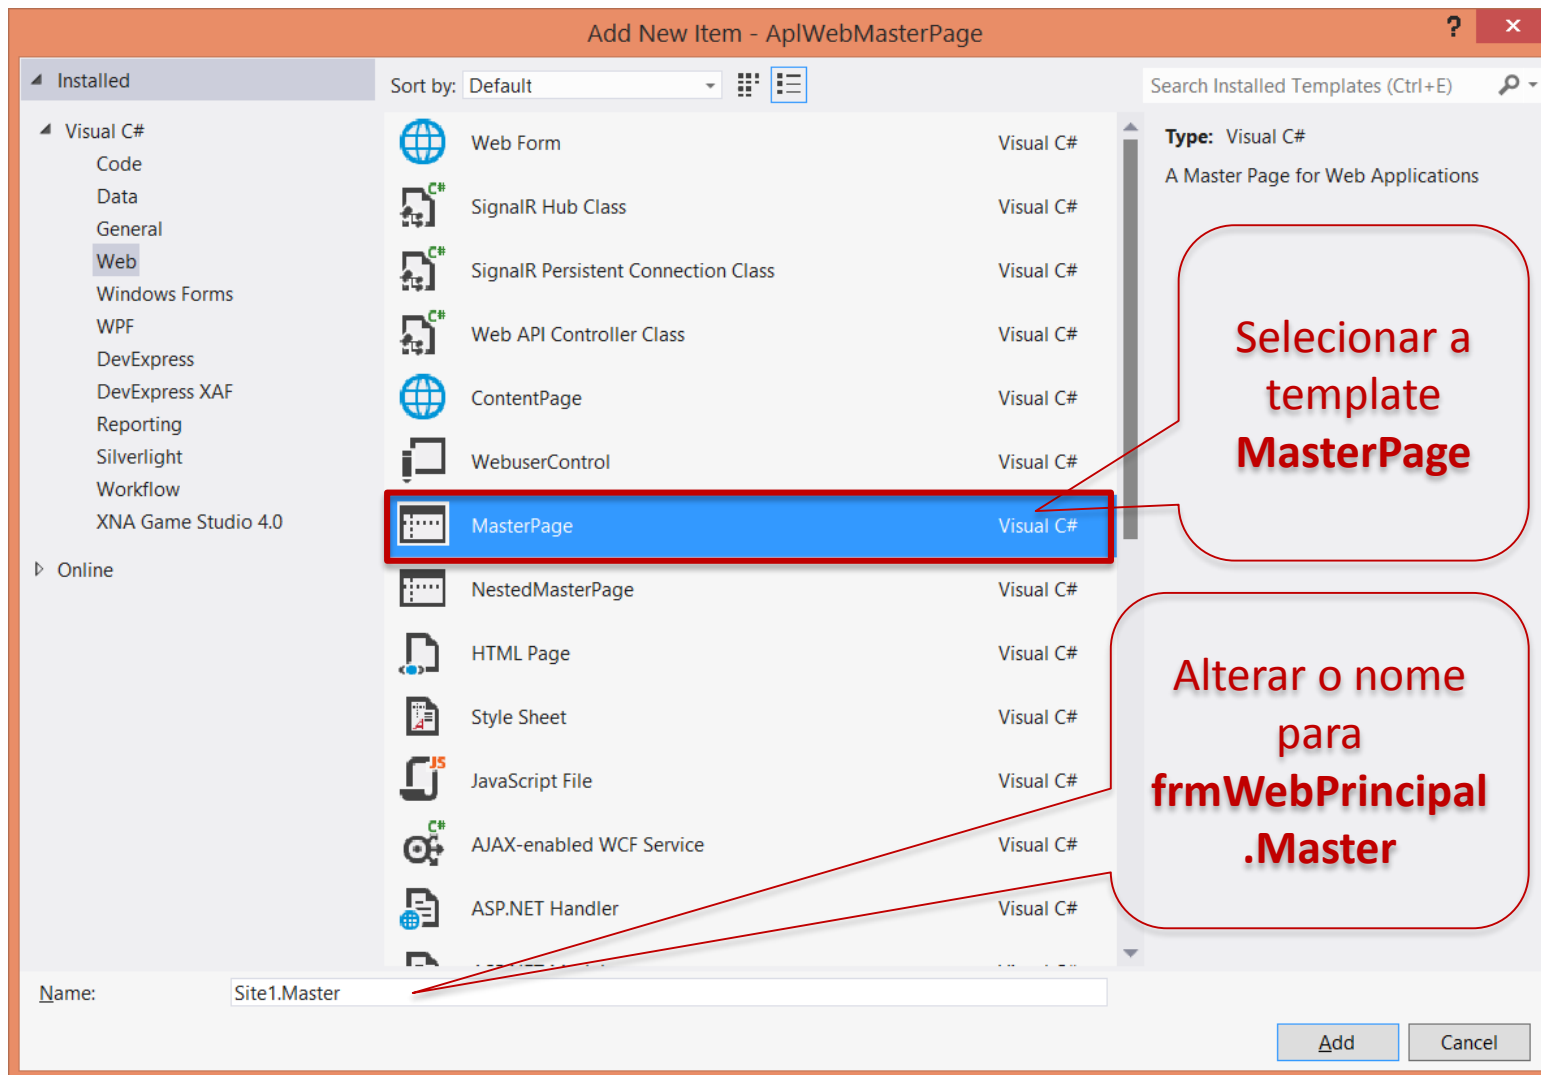 Add New Item - AplWebMasterPage
?
x
Installed
Sort by: Default
Search Installed Templates (Ctrl+E)
Visual C#
Code
Data
General
Web
Windows Forms
WPF
DevExpress
DevExpress XAF
Reporting
Silverlight
Workflow
XNA Game Studio 4.0
Online
Web Form Visual C#
C#
SignalR Hub Class Visual C#
C#
SignalR Persistent Connection Class Visual C#
C#
Web API Controller Class Visual C#
ContentPage Visual C#
WebuserControl Visual C#
MasterPage Visual C#
NestedMasterPage Visual C#
HTML Page Visual C#
Style Sheet Visual C#
JS
JavaScript File Visual C#
C#
AJAX-enabled WCF Service Visual C#
ASP.NET Handler Visual C#
Type: Visual C#
A Master Page for Web Applications
Selecionar a
template
MasterPage
Alterar o nome
para
frmWebPrincipal
.Master
Name: Site1.Master
Add
Cancel